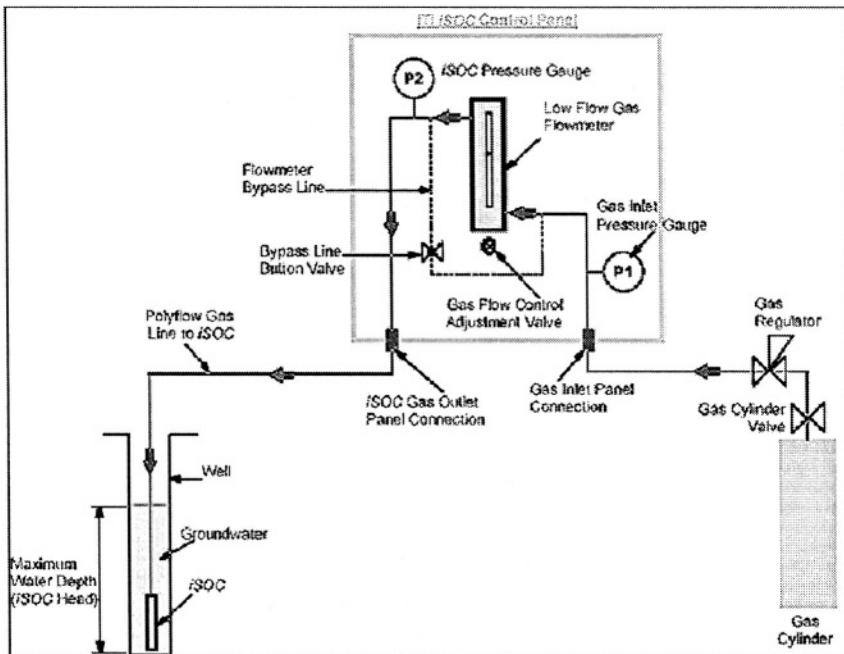 iSOC Control Panel
P2
iSOC Pressure Gauge
Low Flow Gas
Flowmeter
Flowmeter
Bypass Line
Gas Inlet
Pressure Gauge
Bypass Line
Button Valve
P1
Gas Flow Control
Adjustment Valve
Gas
Regulator
Polyflow Gas
Line to iSOC
iSOC Gas Outlet
Panel Connection
Gas Inlet Panel
Connection
Gas Cylinder
Valve
Well
Groundwater
Maximum
Water Depth
(iSOC Head)
iSOC
Gas
Cylinder